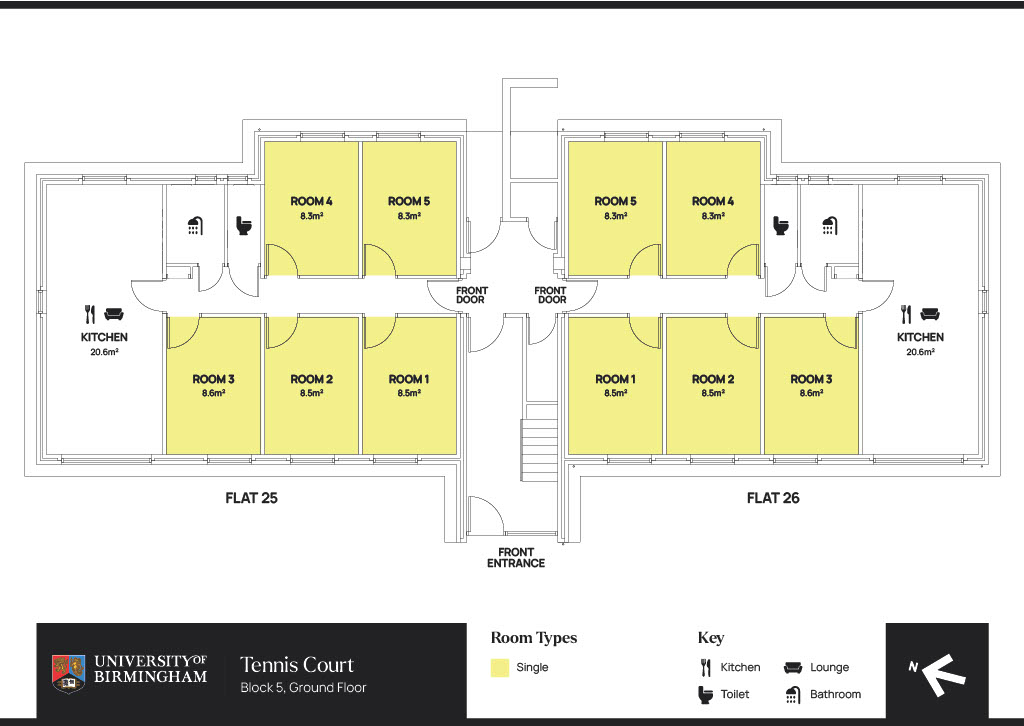 ROOM 4
8.3m²
ROOM 5
8.3m²
ROOM 5
8.3m²
ROOM 4
8.3m²
FRONT
DOOR
FRONT
DOOR
KITCHEN
20.6m²
KITCHEN
20.6m²
ROOM 3
8.6m²
ROOM 2
8.5m²
ROOM 1
8.5m²
ROOM 1
8.5m²
ROOM 2
8.5m²
ROOM 3
8.6m²
FLAT 25
FLAT 26
FRONT
ENTRANCE
UNIVERSITY OF
BIRMINGHAM
Tennis Court
Block 5, Ground Floor
Room Types
Single
Key
Kitchen
Lounge
Toilet
Bathroom
N